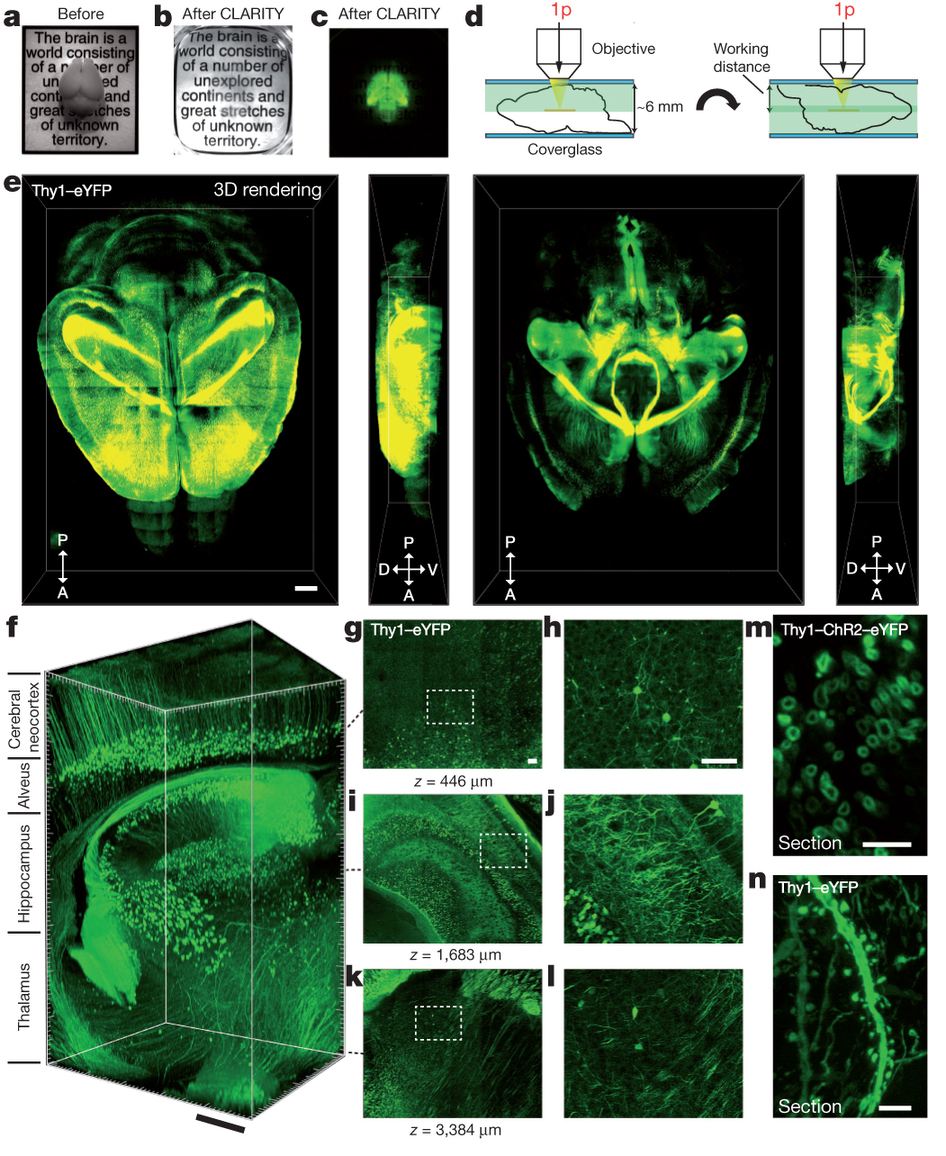 a
Before
The brain is a
world consisting
of a number of
un ed
cont and
great stretches
of unknown
territory.
b
After CLARITY
The brain is a
world consisting
of a number of
unexplored
continents and
great stretches
of unknown
territory.
c
After CLARITY
d
1p
Objective
~6 mm
Coverglass
Working
distance
1p
e
Thy1–eYFP
3D rendering
P
A
P
D V
A
P
A
P
D V
A
f
Cerebral
neocortex
Alveus
Hippocampus
Thalamus
g
Thy1–eYFP
h
z = 446 μm
i
j
z = 1,683 μm
k
l
z = 3,384 μm
m
Thy1–ChR2–eYFP
Section
n
Thy1–eYFP
Section